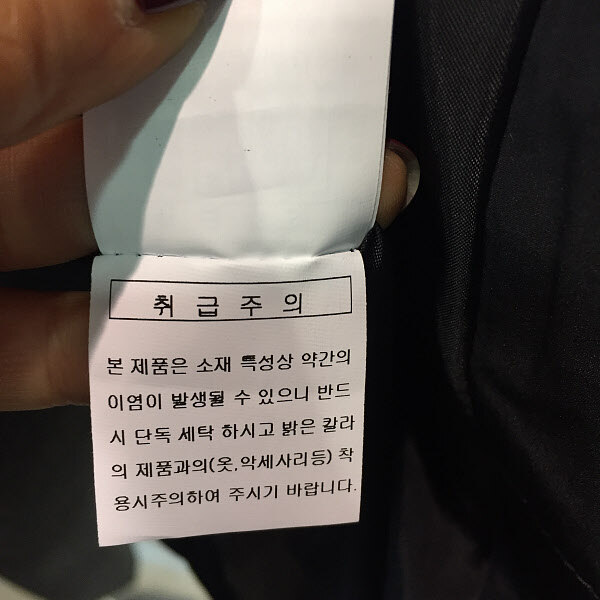 취급주의
본 제품은 소재 특성상 약간의
이염이 발생될 수 있으니 반드
시 단독 세탁 하시고 밝은 칼라
의 제품과의(옷,악세사리등) 착
용시주의하여 주시기 바랍니다.